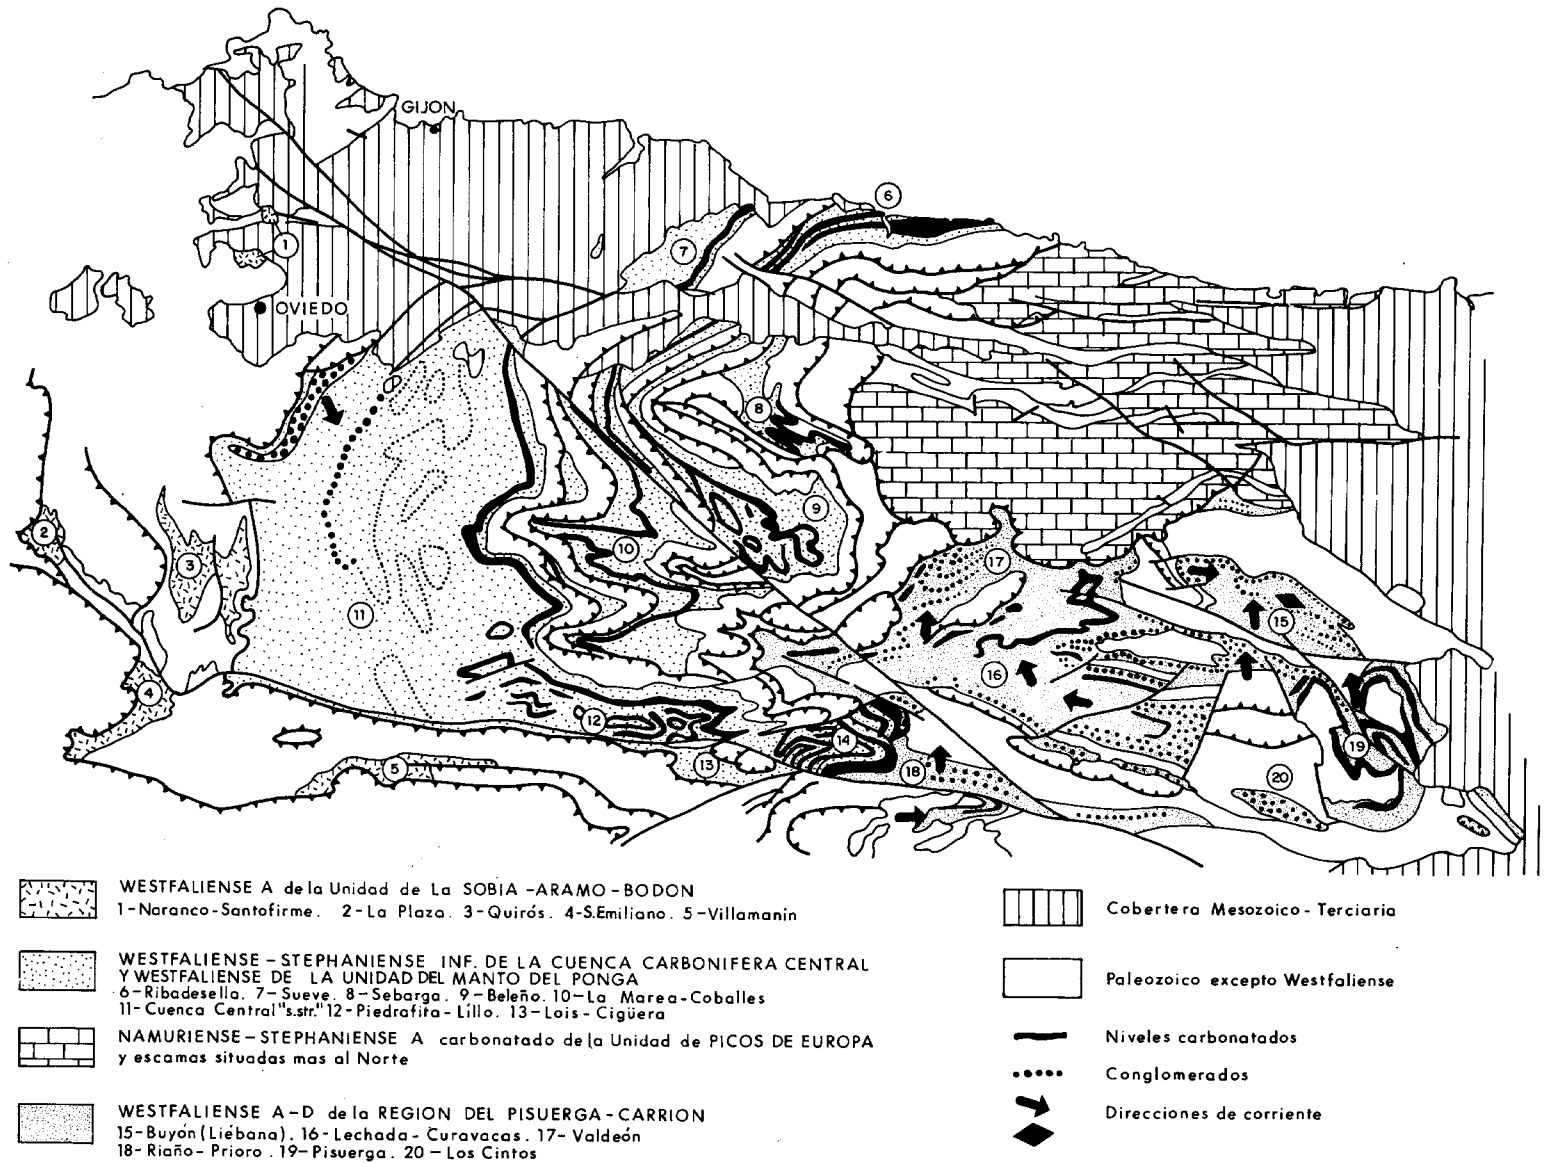 GIJON
6
7
1
OVIEDO
8
2
9
3
10
17
11
15
4
16
12
14
19
13
5
18
20
WESTFALIENSE A de la Unidad de La SOBIA -ARAMO-BODON
1-Naranco-Santofirme. 2-La Plaza. 3-Quirós. 4-S.Emiliano. 5-Villamanín
WESTFALIENSE-STEPHANIENSE INF. DE LA CUENCA CARBONIFERA CENTRAL
Y WESTFALIENSE DE LA UNIDAD DEL MANTO DEL PONGA
6-Ribadesella. 7-Sueve. 8-Sebarga. 9-Beleño. 10-La Marea-Coballes
11-Cuenca Central "s.str." 12-Piedrafita-Lillo. 13-Lois-Cigüera
NAMURIENSE-STEPHANIENSE A carbonatado de la Unidad de PICOS DE EUROPA
y escamas situadas mas al Norte
WESTFALIENSE A-D de la REGION DEL PISUERGA-CARRION
15-Buyón (Liébana). 16-Lechada-Curavacas. 17-Valdeón
18-Riaño-Prioro. 19-Pisuerga. 20-Los Cintos
Cobertera Mesozoico-Terciaria
Paleozoico excepto Westfaliense
Niveles carbonatados
Conglomerados
Direcciones de corriente